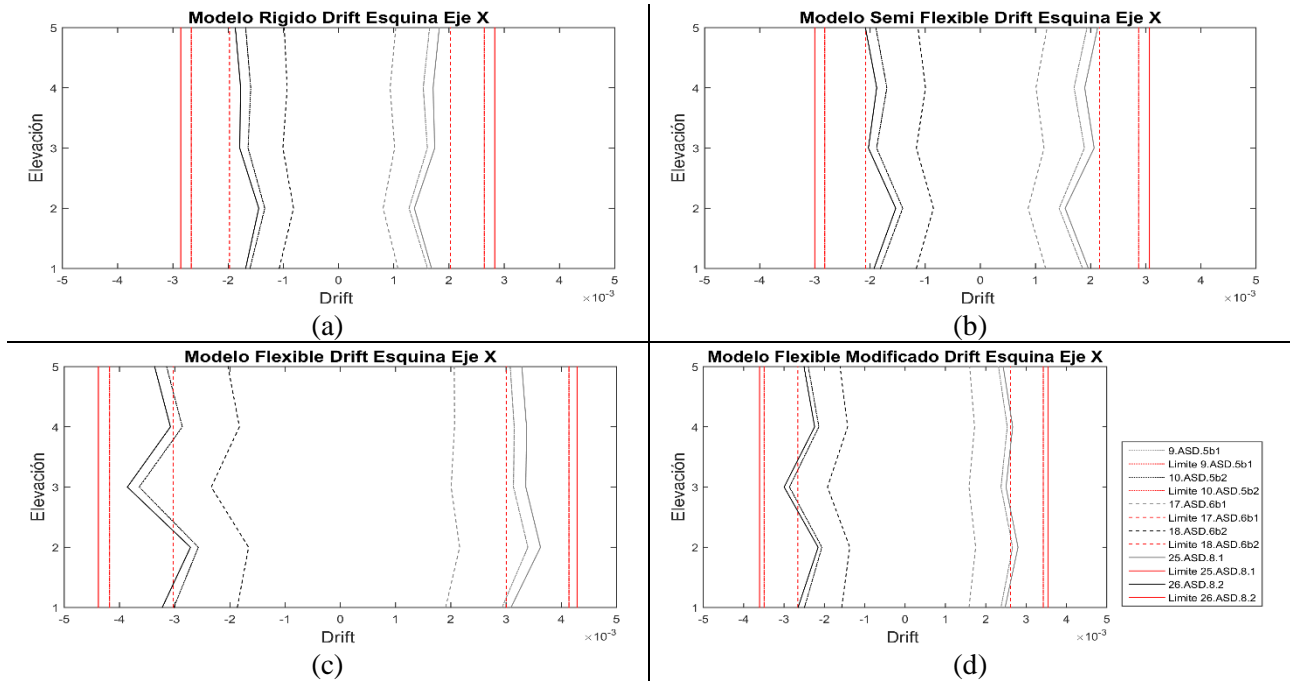 Modelo Rigido Drift Esquina Eje X
5
4
3
2
1
Elevación
-5 -4 -3 -2 -1 0 1 2 3 4 5
Drift
×10-3
(a)
Modelo Semi Flexible Drift Esquina Eje X
5
4
3
2
1
Elevación
-5 -4 -3 -2 -1 0 1 2 3 4 5
Drift
×10-3
(b)
Modelo Flexible Drift Esquina Eje X
5
4
3
2
1
Elevación
-5 -4 -3 -2 -1 0 1 2 3 4 5
Drift
×10-3
(c)
Modelo Flexible Modificado Drift Esquina Eje X
5
4
3
2
1
Elevación
-5 -4 -3 -2 -1 0 1 2 3 4 5
Drift
×10-3
(d)
9.ASD.5b1
Limite 9.ASD.5b1
10.ASD.5b2
Limite 10.ASD.5b2
17.ASD.6b1
Limite 17.ASD.6b1
18.ASD.6b2
Limite 18.ASD.6b2
25.ASD.8.1
Limite 25.ASD.8.1
26.ASD.8.2
Limite 26.ASD.8.2